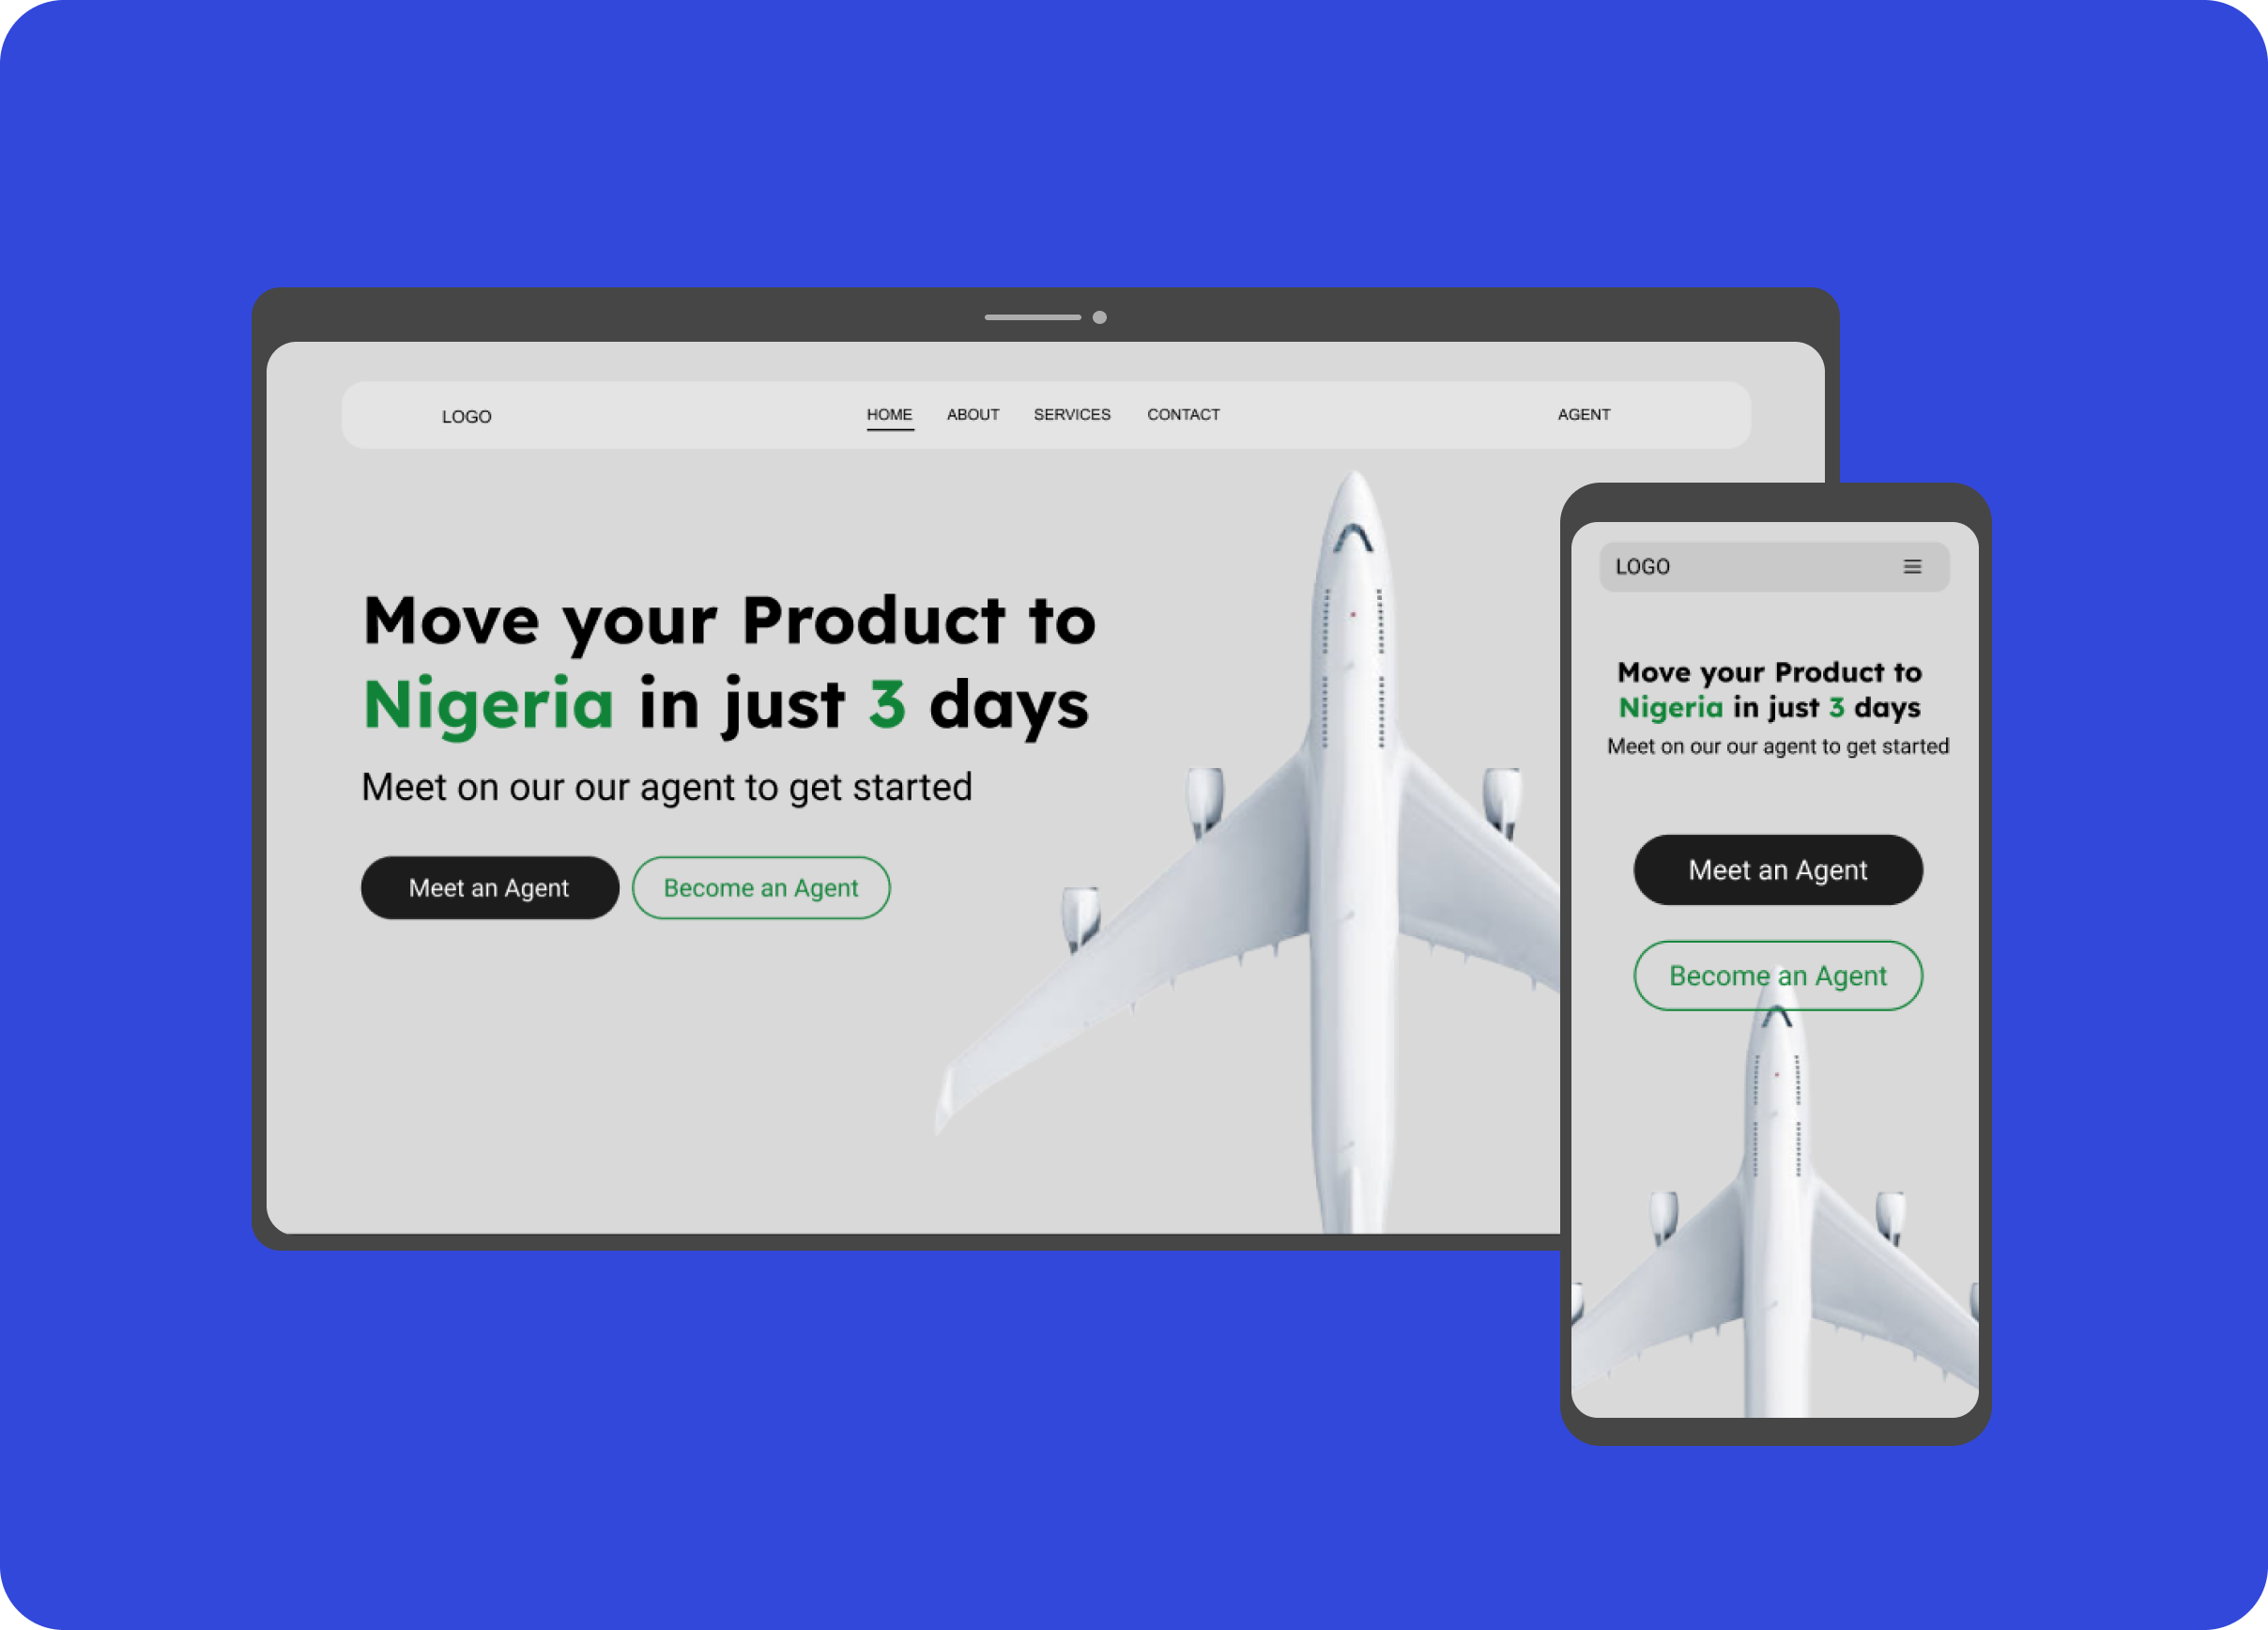 LOGO
HOME ABOUT SERVICES CONTACT
AGENT
Move your Product to
Nigeria in just 3 days
Meet on our our agent to get started
Meet an Agent
Become an Agent
LOGO
Move your Product to
Nigeria in just 3 days
Meet on our our agent to get started
Meet an Agent
Become an Agent